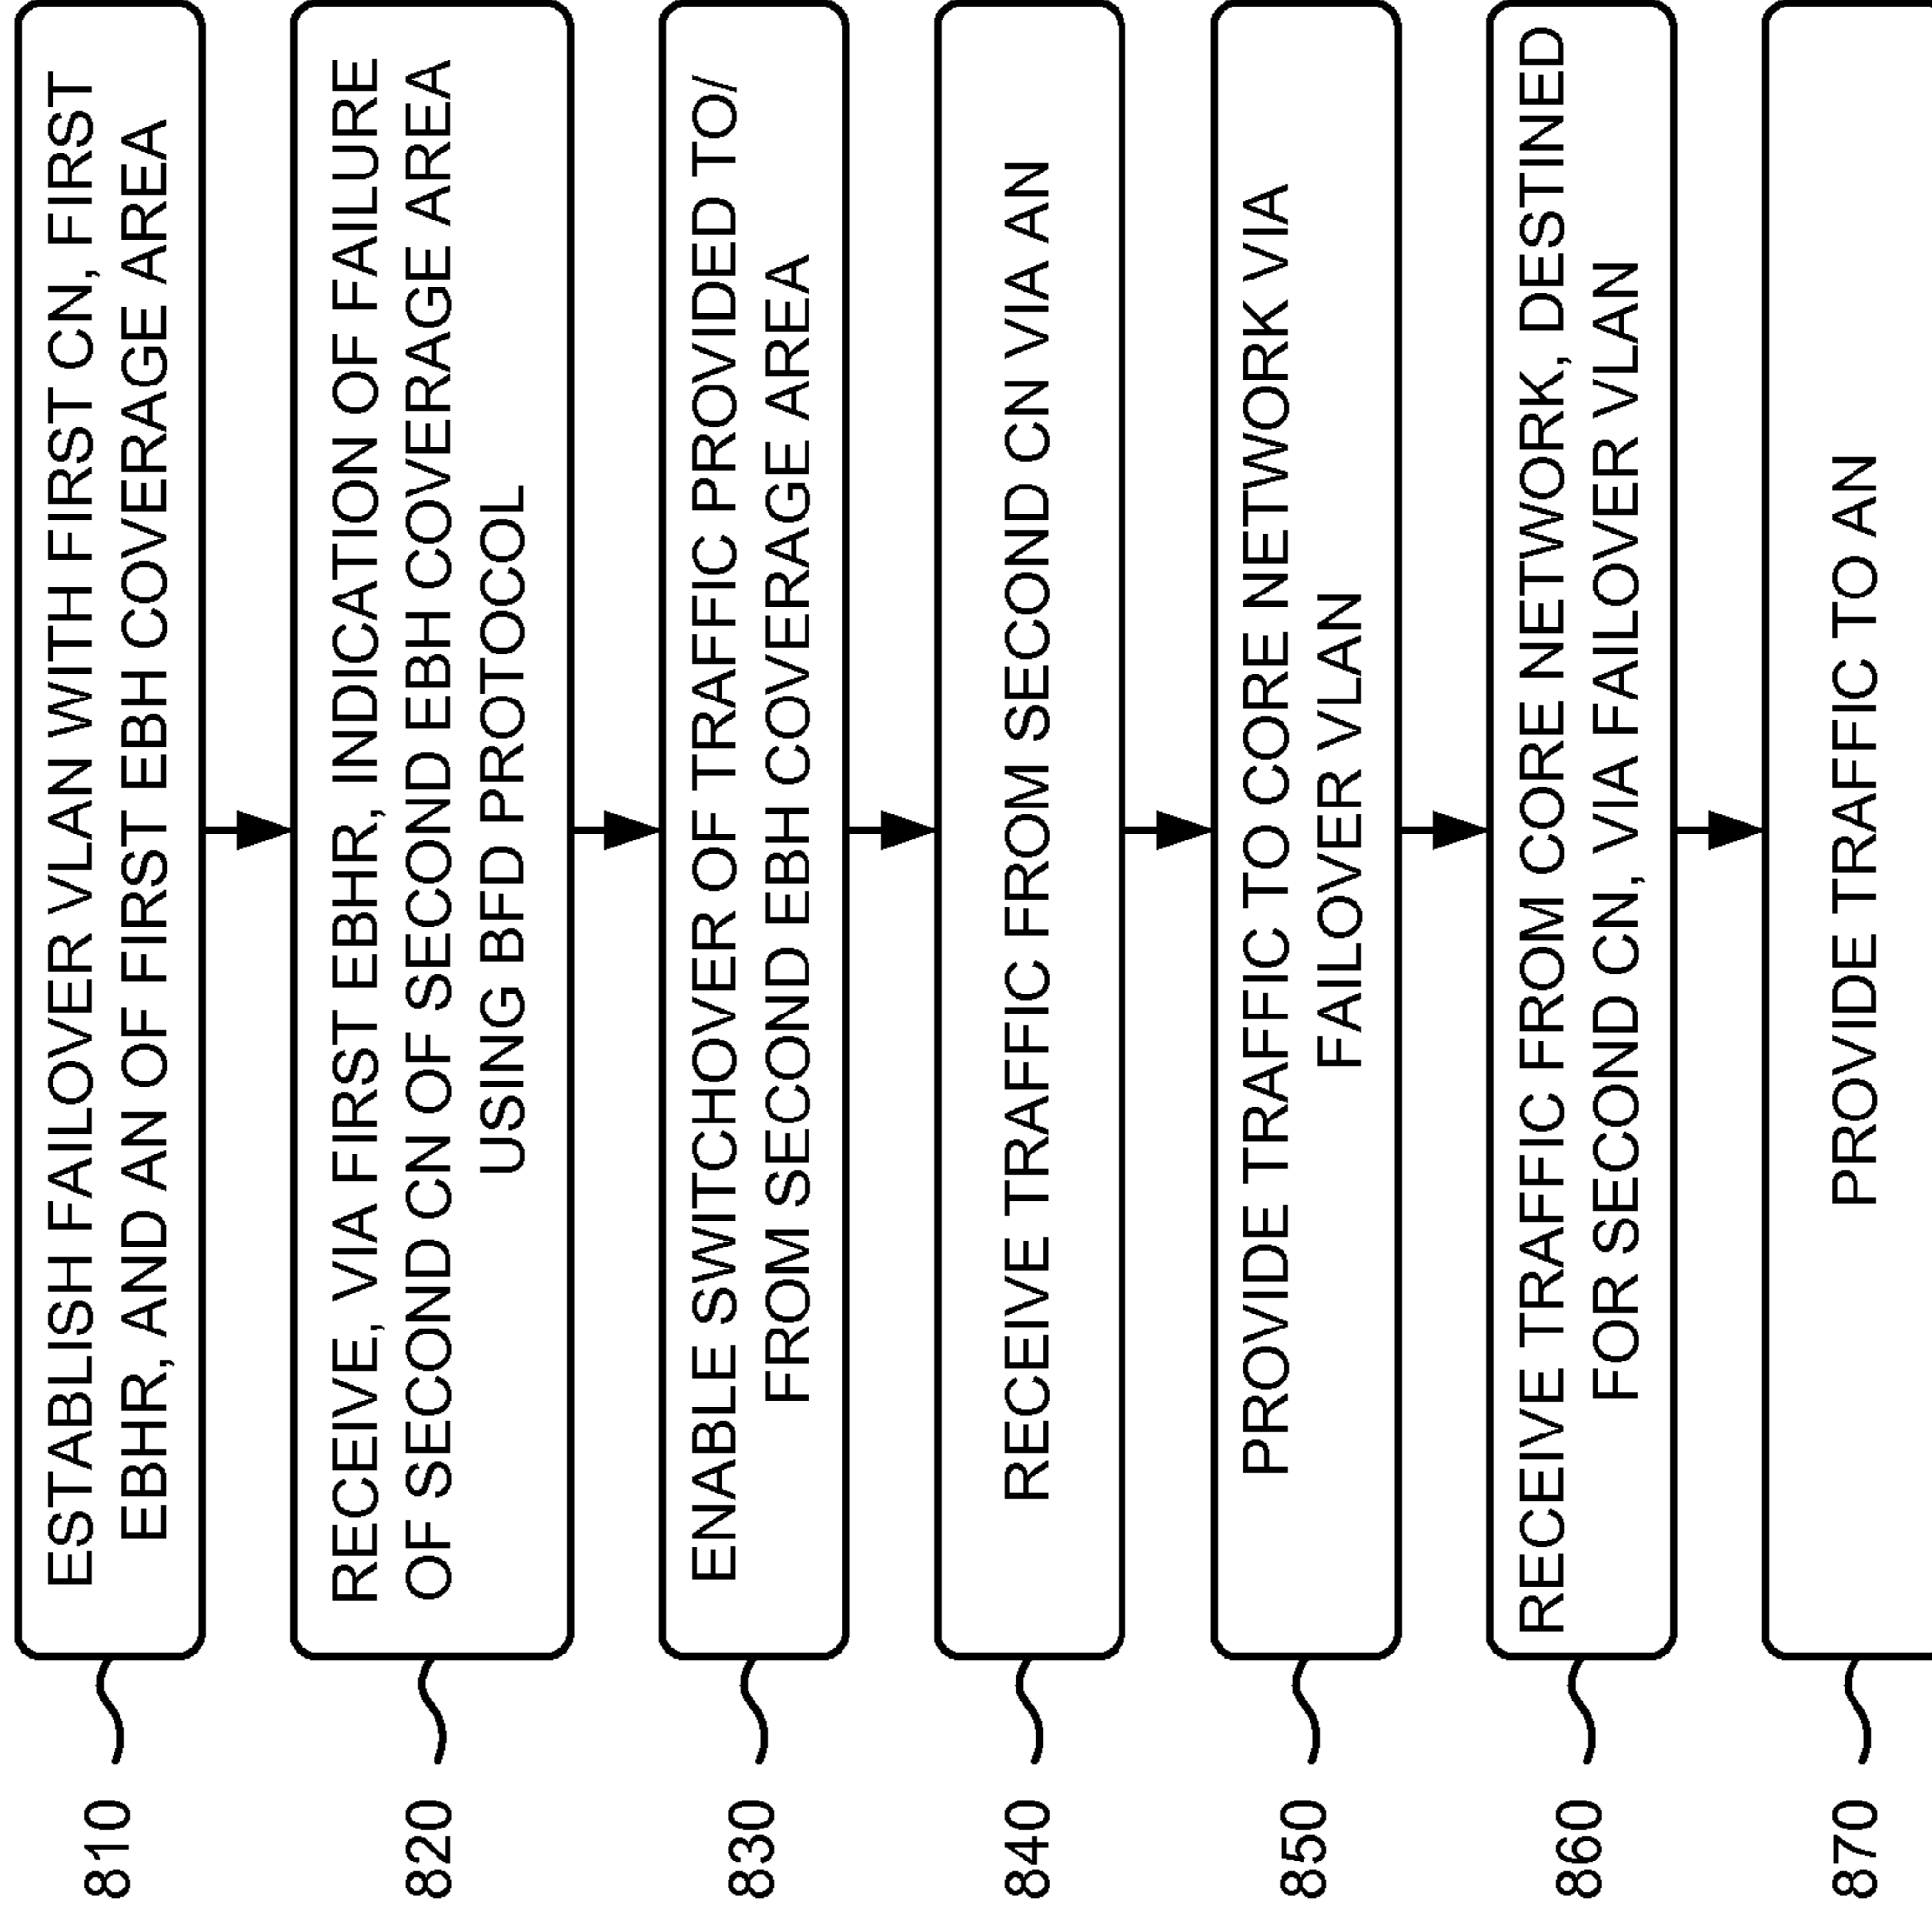 810
ESTABLISH FAILOVER VLAN WITH FIRST CN, FIRST
EBHR, AND AN OF FIRST EBH COVERAGE AREA
820
RECEIVE, VIA FIRST EBHR, INDICATION OF FAILURE
OF SECOND CN OF SECOND EBH COVERAGE AREA
USING BFD PROTOCOL
830
ENABLE SWITCHOVER OF TRAFFIC PROVIDED TO/
FROM SECOND EBH COVERAGE AREA
840
RECEIVE TRAFFIC FROM SECOND CN VIA AN
850
PROVIDE TRAFFIC TO CORE NETWORK VIA
FAILOVER VLAN
860
RECEIVE TRAFFIC FROM CORE NETWORK, DESTINED
FOR SECOND CN, VIA FAILOVER VLAN
870
PROVIDE TRAFFIC TO AN